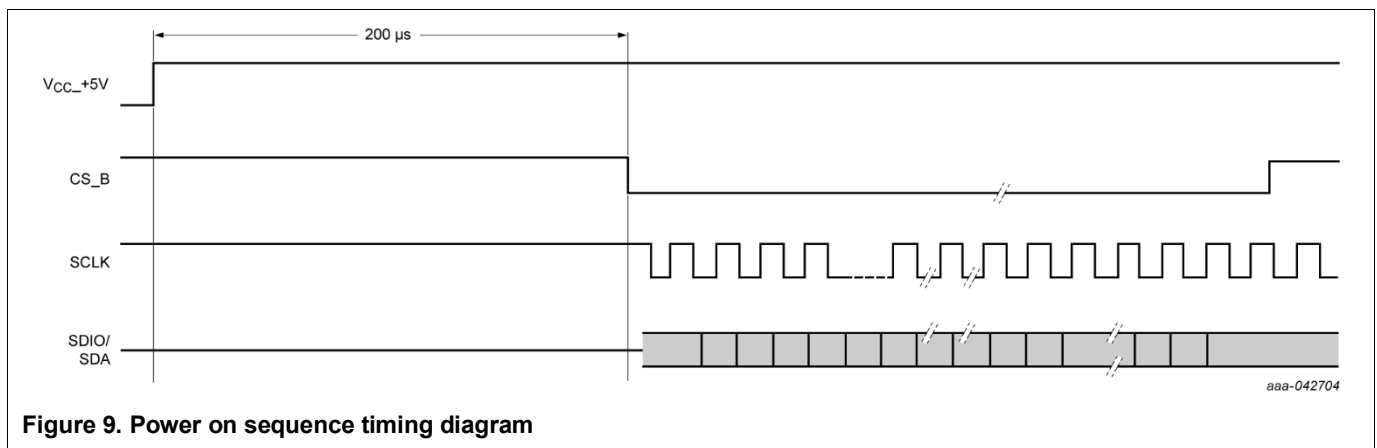 200 µs
VCC_+5V
CS_B
SCLK
SDIO/
SDA
aaa-042704
Figure 9. Power on sequence timing diagram